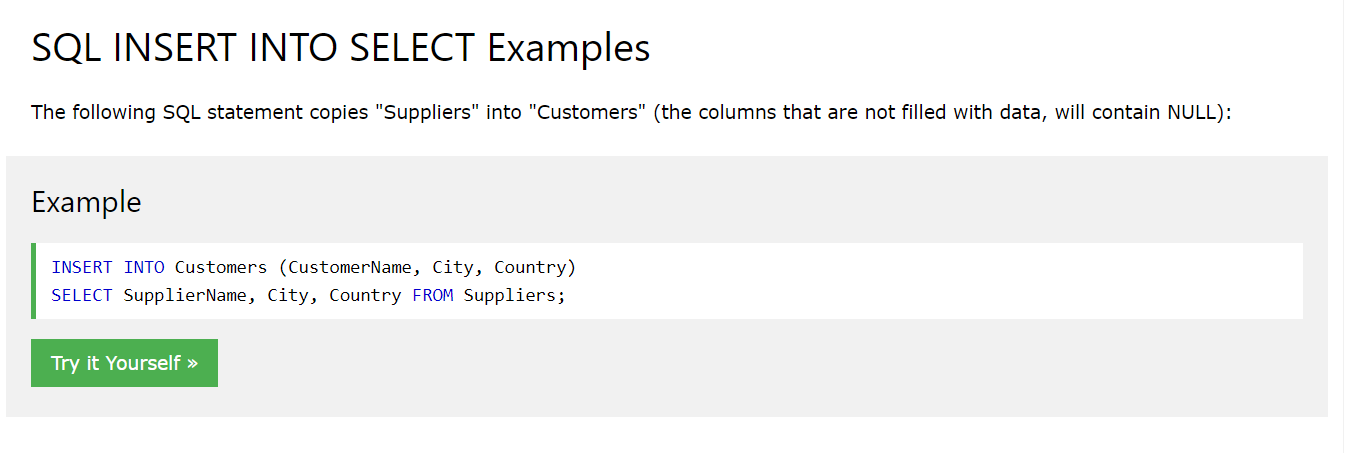 SQL INSERT INTO SELECT Examples
The following SQL statement copies "Suppliers" into "Customers" (the columns that are not filled with data, will contain NULL):
Example
INSERT INTO Customers (CustomerName, City, Country)
SELECT SupplierName, City, Country FROM Suppliers;
Try it Yourself »